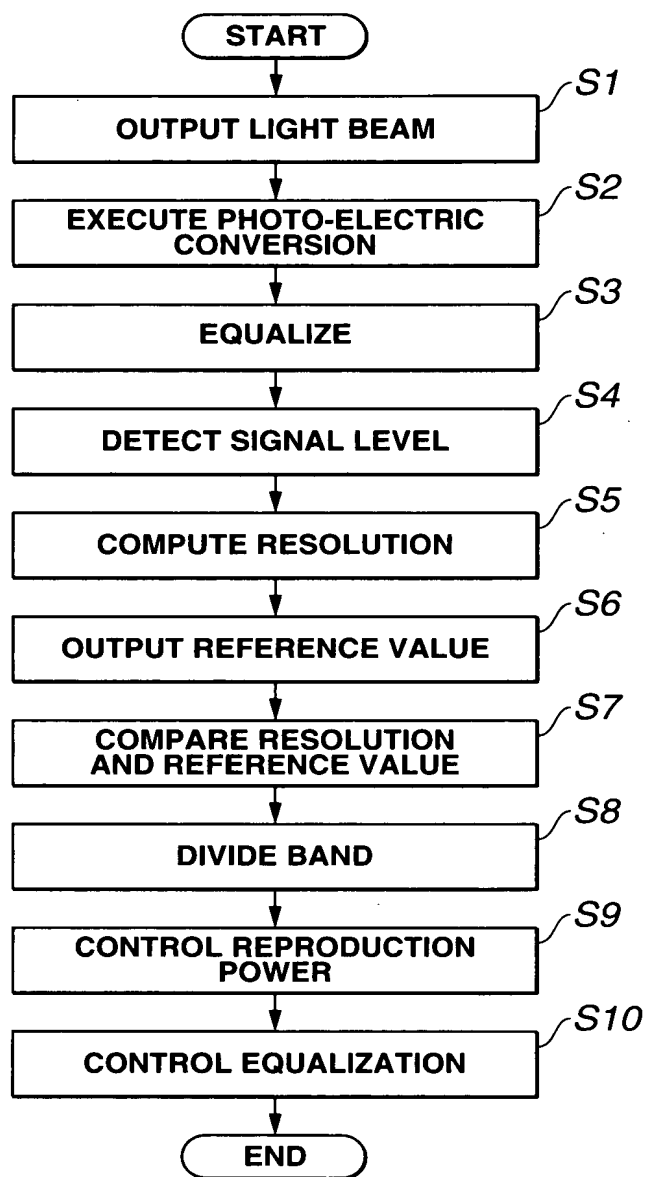 START
S1
OUTPUT LIGHT BEAM
S2
EXECUTE PHOTO-ELECTRIC
CONVERSION
S3
EQUALIZE
S4
DETECT SIGNAL LEVEL
S5
COMPUTE RESOLUTION
S6
OUTPUT REFERENCE VALUE
S7
COMPARE RESOLUTION
AND REFERENCE VALUE
S8
DIVIDE BAND
S9
CONTROL REPRODUCTION
POWER
S10
CONTROL EQUALIZATION
END